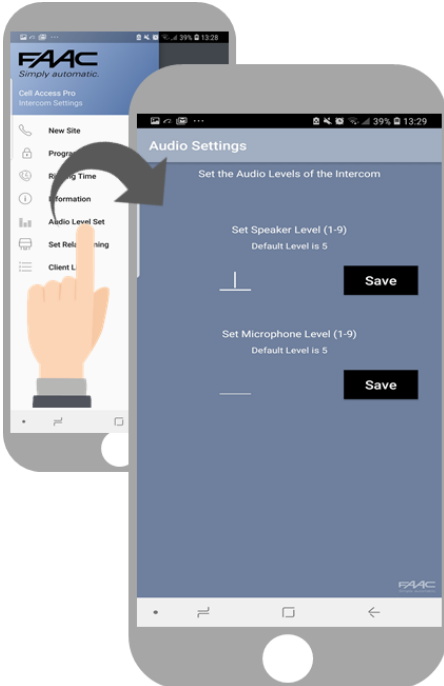 39% 13:28
FAAC
Simply automatic.
Cell Access Pro
Intercom Settings
New Site
Ringing Time
Information
Audio Level Set
39% 13:29
Audio Settings
Set the Audio Levels of the Intercom
Set Speaker Level (1-9)
Default Level is 5
Save
Set Microphone Level (1-9)
Default Level is 5
Save
FAAC